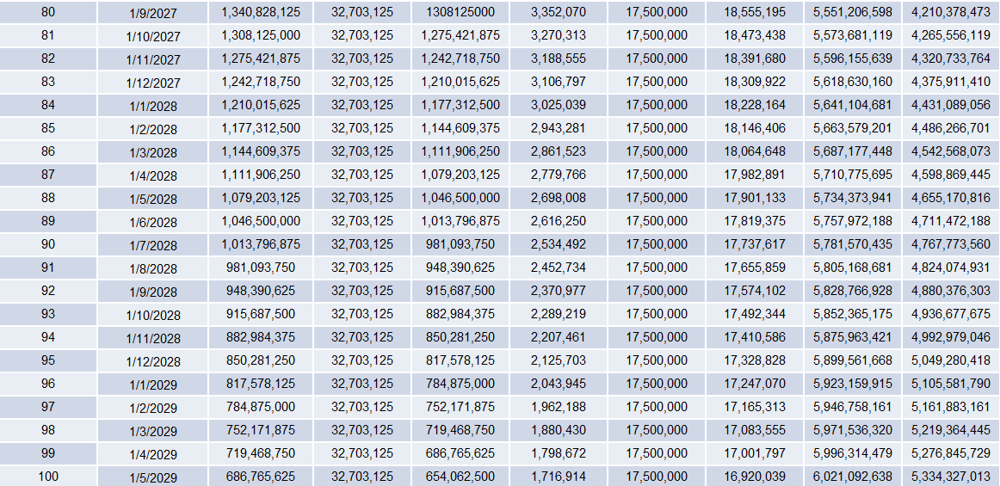 80 1/9/2027 1,340,828,125 32,703,125 1308125000 3,352,070 17,500,000 18,555,195 5,551,206,598 4,210,378,473
81 1/10/2027 1,308,125,000 32,703,125 1,275,421,875 3,270,313 17,500,000 18,473,438 5,573,681,119 4,265,556,119
82 1/11/2027 1,275,421,875 32,703,125 1,242,718,750 3,188,555 17,500,000 18,391,680 5,596,155,639 4,320,733,764
83 1/12/2027 1,242,718,750 32,703,125 1,210,015,625 3,106,797 17,500,000 18,309,922 5,618,630,160 4,375,911,410
84 1/1/2028 1,210,015,625 32,703,125 1,177,312,500 3,025,039 17,500,000 18,228,164 5,641,104,681 4,431,089,056
85 1/2/2028 1,177,312,500 32,703,125 1,144,609,375 2,943,281 17,500,000 18,146,406 5,663,579,201 4,486,266,701
86 1/3/2028 1,144,609,375 32,703,125 1,111,906,250 2,861,523 17,500,000 18,064,648 5,687,177,448 4,542,568,073
87 1/4/2028 1,111,906,250 32,703,125 1,079,203,125 2,779,766 17,500,000 17,982,891 5,710,775,695 4,598,869,445
88 1/5/2028 1,079,203,125 32,703,125 1,046,500,000 2,698,008 17,500,000 17,901,133 5,734,373,941 4,655,170,816
89 1/6/2028 1,046,500,000 32,703,125 1,013,796,875 2,616,250 17,500,000 17,819,375 5,757,972,188 4,711,472,188
90 1/7/2028 1,013,796,875 32,703,125 981,093,750 2,534,492 17,500,000 17,737,617 5,781,570,435 4,767,773,560
91 1/8/2028 981,093,750 32,703,125 948,390,625 2,452,734 17,500,000 17,655,859 5,805,168,681 4,824,074,931
92 1/9/2028 948,390,625 32,703,125 915,687,500 2,370,977 17,500,000 17,574,102 5,828,766,928 4,880,376,303
93 1/10/2028 915,687,500 32,703,125 882,984,375 2,289,219 17,500,000 17,492,344 5,852,365,175 4,936,677,675
94 1/11/2028 882,984,375 32,703,125 850,281,250 2,207,461 17,500,000 17,410,586 5,875,963,421 4,992,979,046
95 1/12/2028 850,281,250 32,703,125 817,578,125 2,125,703 17,500,000 17,328,828 5,899,561,668 5,049,280,418
96 1/1/2029 817,578,125 32,703,125 784,875,000 2,043,945 17,500,000 17,247,070 5,923,159,915 5,105,581,790
97 1/2/2029 784,875,000 32,703,125 752,171,875 1,962,188 17,500,000 17,165,313 5,946,758,161 5,161,883,161
98 1/3/2029 752,171,875 32,703,125 719,468,750 1,880,430 17,500,000 17,083,555 5,971,536,320 5,219,364,445
99 1/4/2029 719,468,750 32,703,125 686,765,625 1,798,672 17,500,000 17,001,797 5,996,314,479 5,276,845,729
100 1/5/2029 686,765,625 32,703,125 654,062,500 1,716,914 17,500,000 16,920,039 6,021,092,638 5,334,327,013